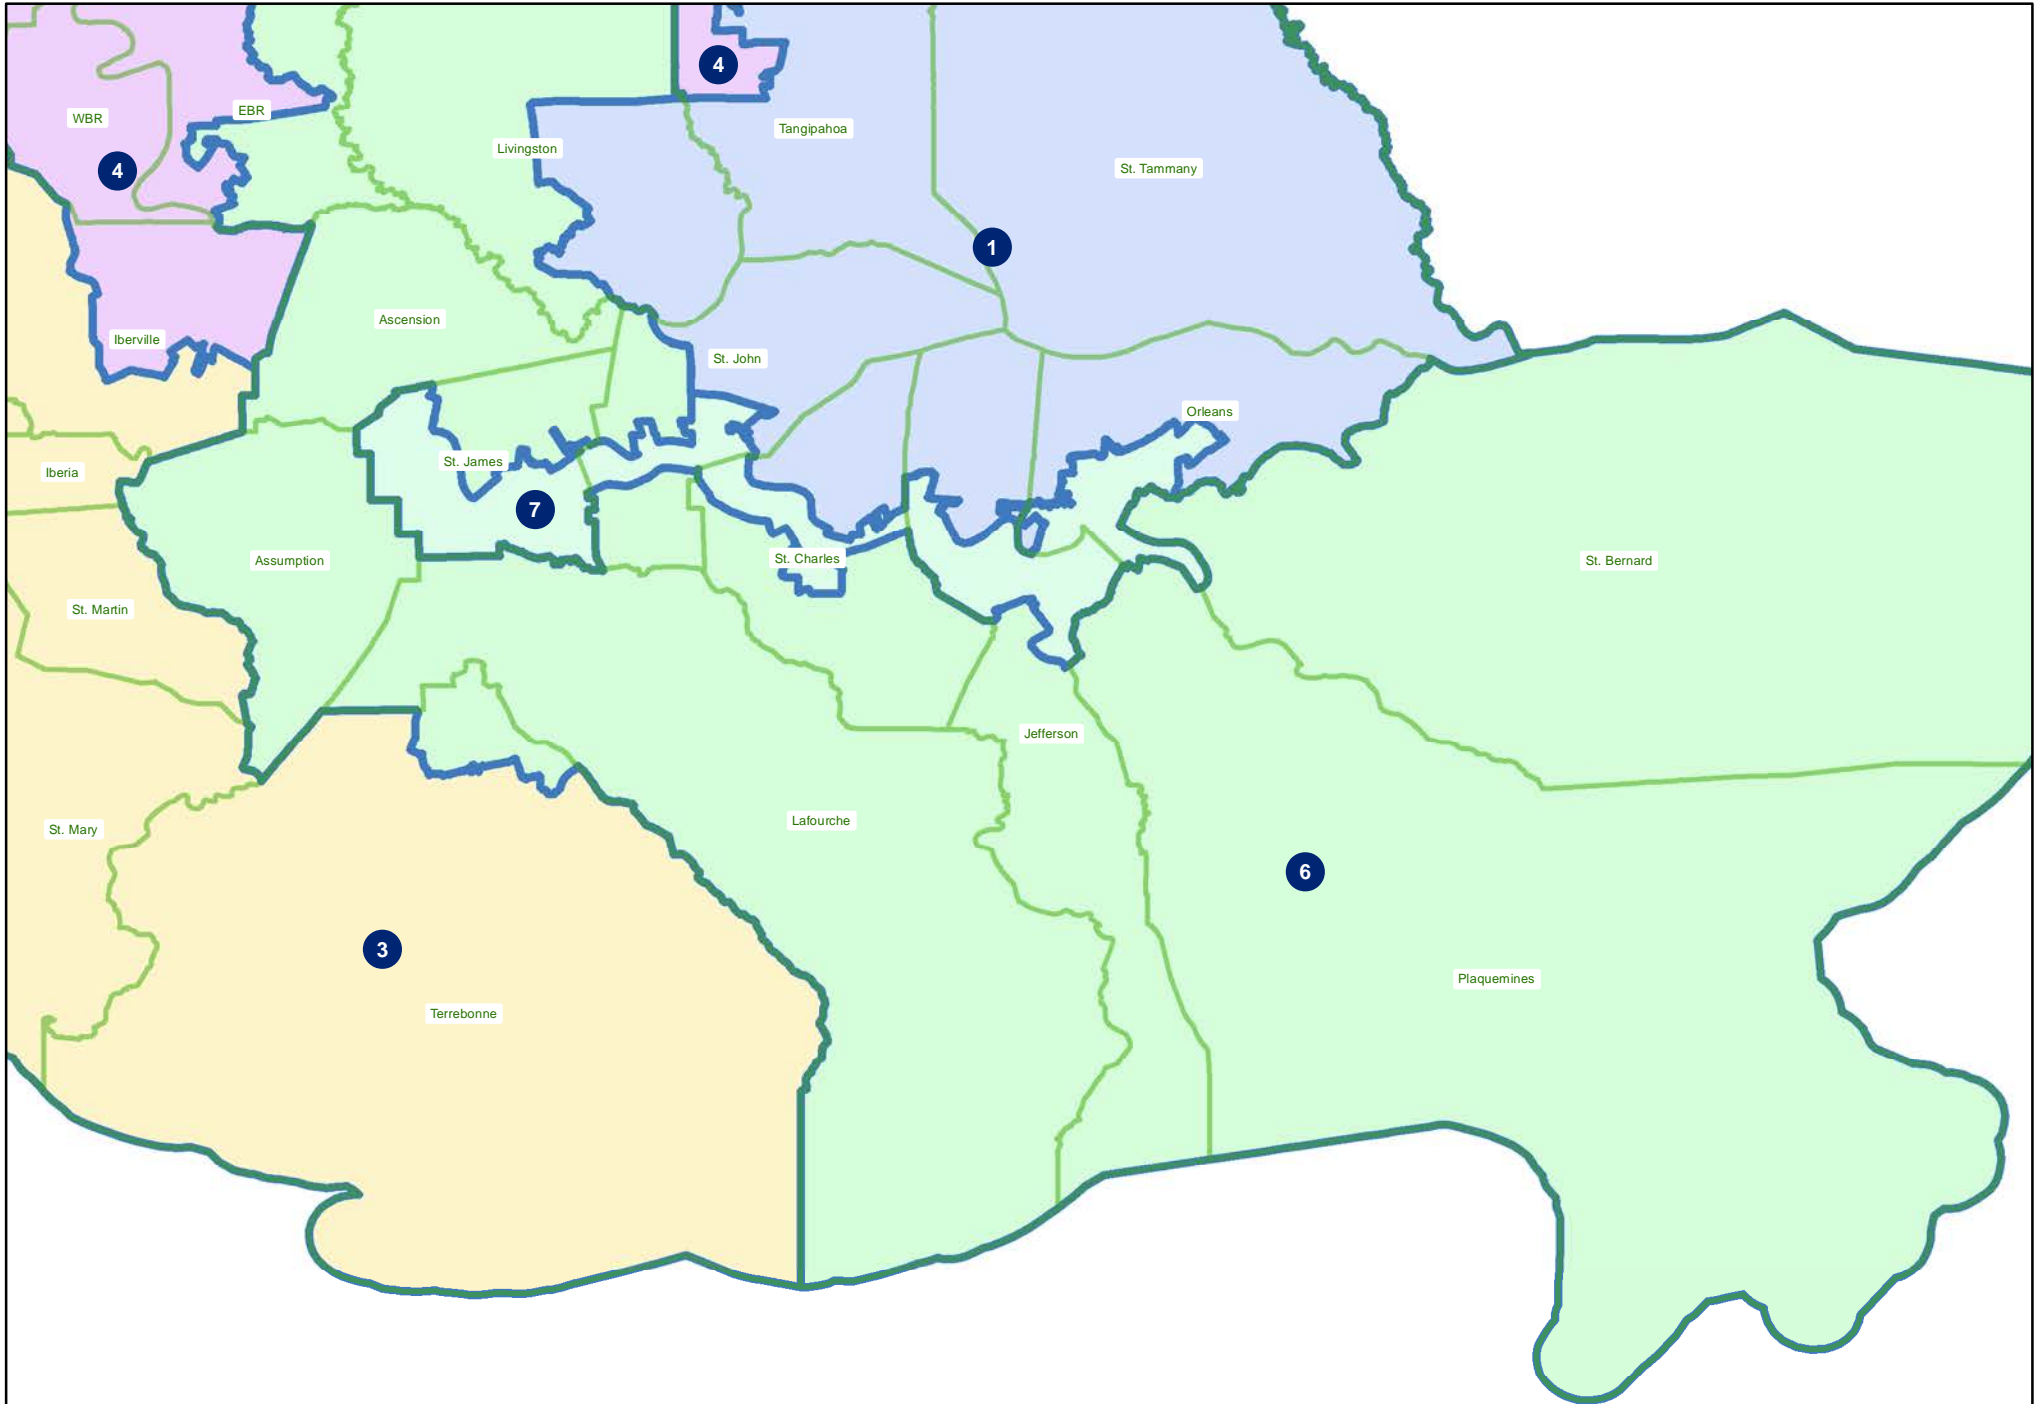 4
WBR
EBR
Tangipahoa
Livingston
St. Tammany
4
1
Ascension
Iberville
St. John
Orleans
St. James
Iberia
7
Assumption
St. Charles
St. Bernard
St. Martin
Jefferson
Lafourche
St. Mary
6
3
Plaquemines
Terrebonne